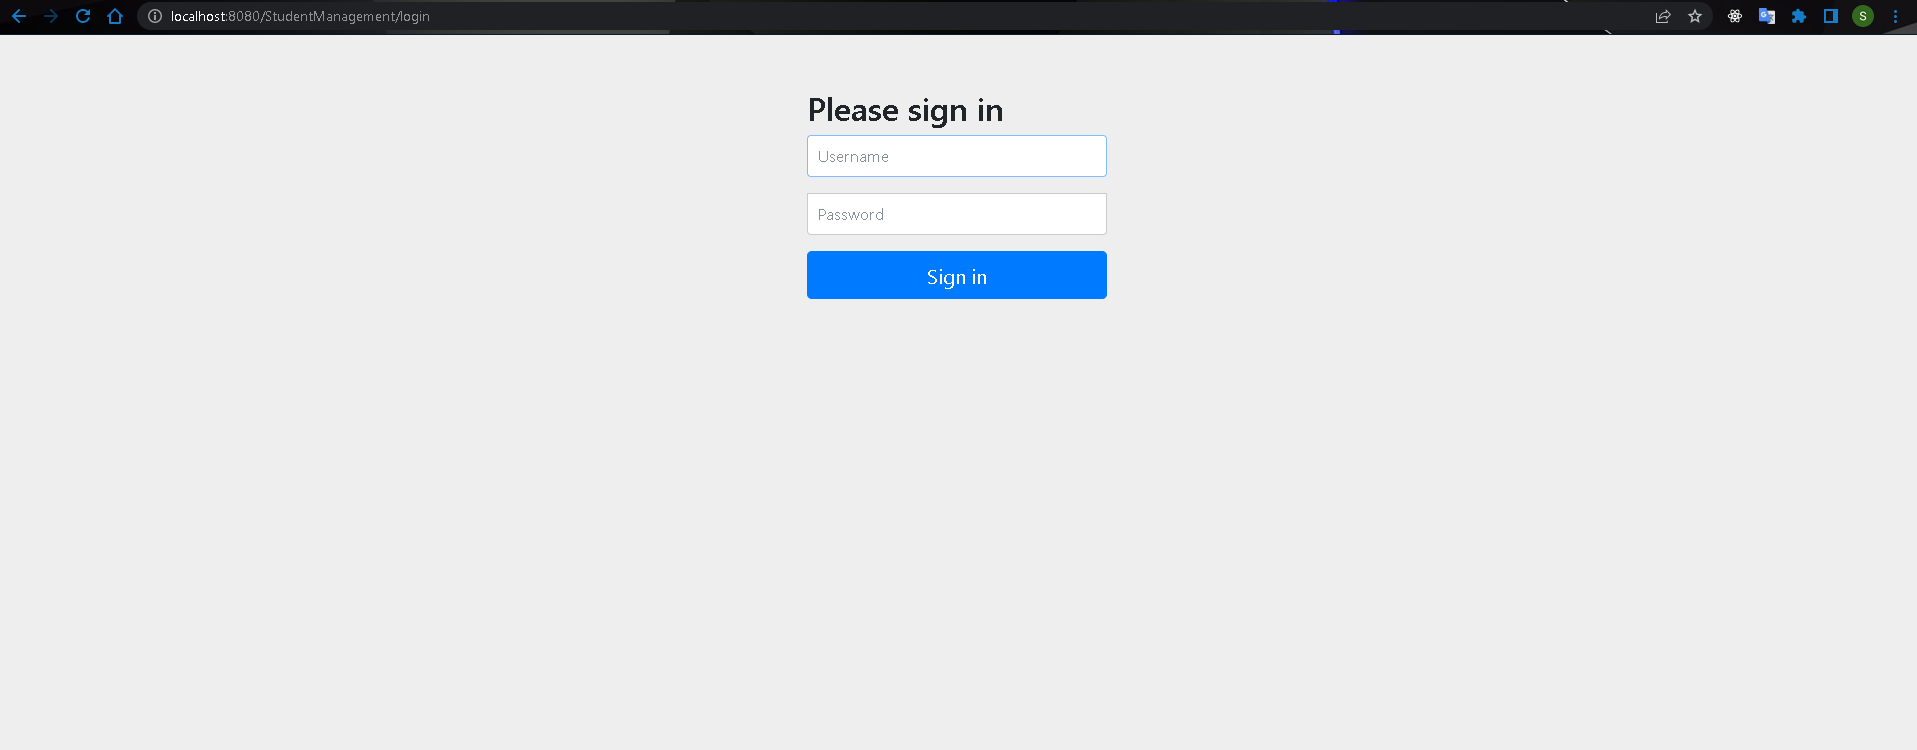 localhost:8080/StudentManagement/login
S
Please sign in
Username
Password
Sign in